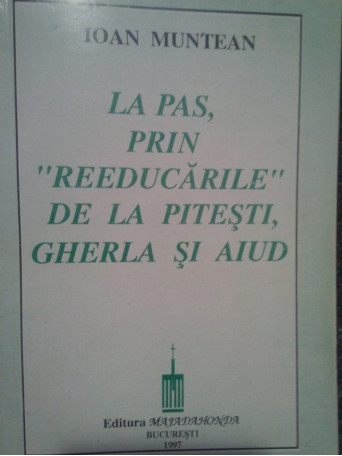 IOAN MUNTEAN
LA PAS,
PRIN
"REEDUCĂRILE"
DE LA PITEŞTI,
GHERLA ŞI AIUD
Editura MAJADAHONDA
BUCUREŞTI
1997